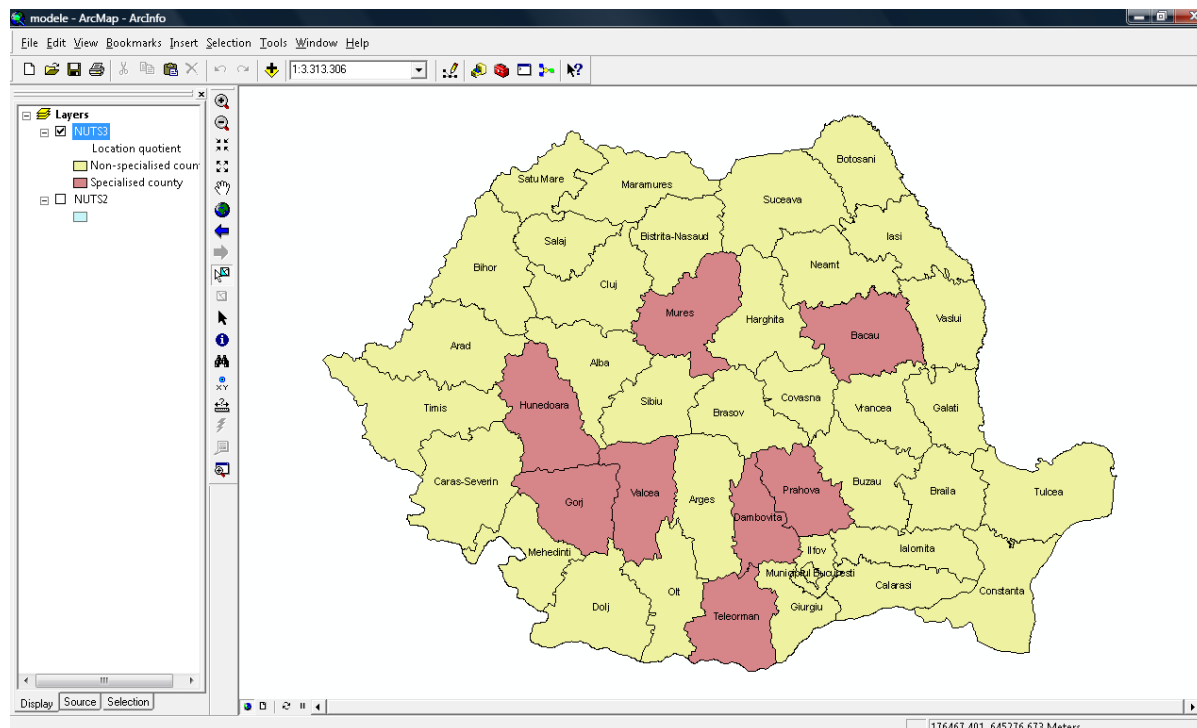 modele - ArcMap - ArcInfo
File Edit View Bookmarks Insert Selection Tools Window Help
1:3.313.306
Layers
NUTS3
Location quotient
Non-specialised coun
Specialised county
NUTS2
Display Source Selection
Botosani
Satu Mare
Maramures
Suceava
Iasi
Salaj
Bistrita-Nasaud
Neamt
Bihor
Cluj
Mures
Harghita
Bacau
Vaslui
Arad
Alba
Hunedoara
Sibiu
Brasov
Covasna
Vrancea
Galati
Timis
Caras-Severin
Gorj
Valcea
Arges
Dambovita
Prahova
Buzau
Braila
Tulcea
Mehedinti
Ilfov
Ialomita
Municipiul Bucuresti
Calarasi
Constanta
Dolj
Olt
Teleorman
Giurgiu
176467,401 645276,673 Meters